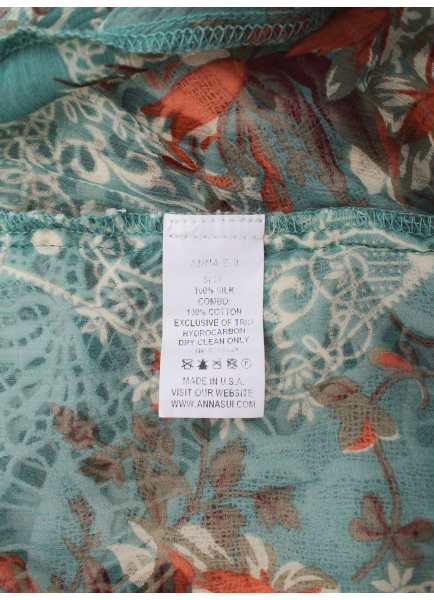 ANNA SUI
100% SILK
COMBO:
100% COTTON
EXCLUSIVE OF TRIM
HYDROCARBON
DRY CLEAN ONLY
MADE IN U.S.A.
VISIT OUR WEBSITE
WWW.ANNASUI.COM